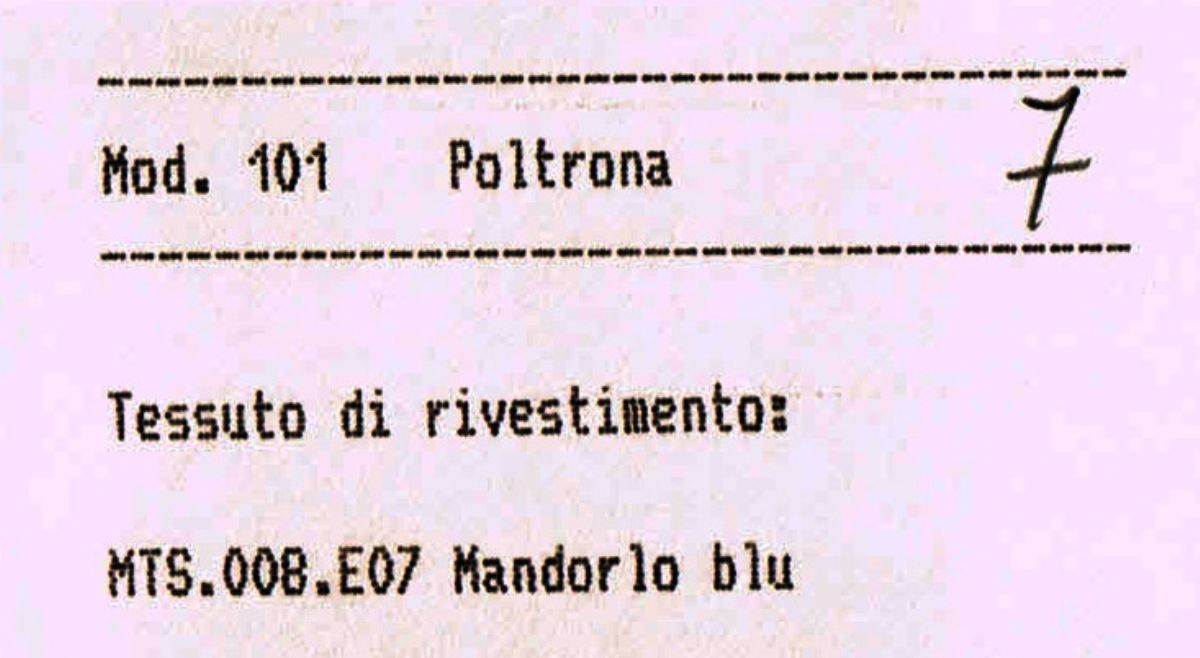 Mod. 101 Poltrona 7
Tessuto di rivestimento:
MTS.008.E07 Mandorlo blu